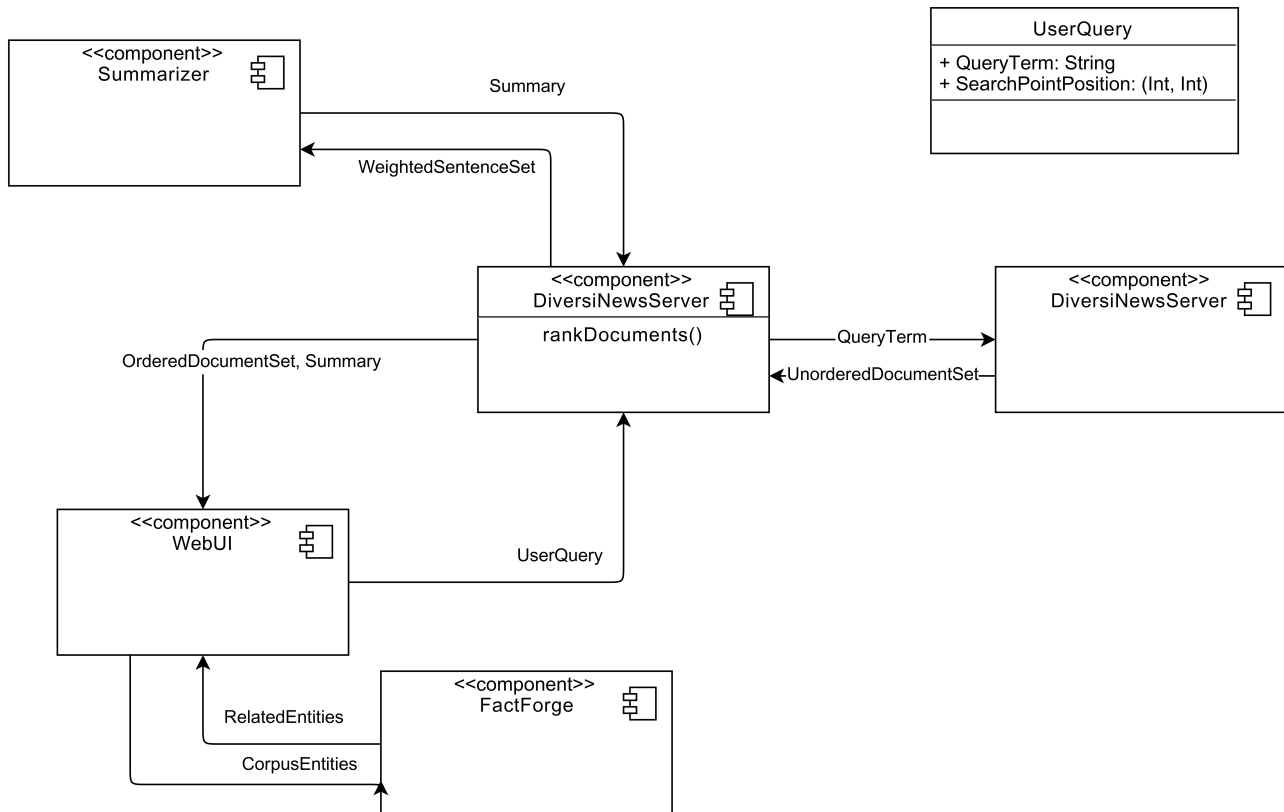 <<component>>
Summarizer
Summary
WeightedSentenceSet
UserQuery
+ QueryTerm: String
+ SearchPointPosition: (Int, Int)
<<component>>
DiversiNewsServer
rankDocuments()
<<component>>
DiversiNewsServer
QueryTerm
UnorderedDocumentSet
OrderedDocumentSet, Summary
<<component>>
WebUI
UserQuery
<<component>>
FactForge
RelatedEntities
CorpusEntities